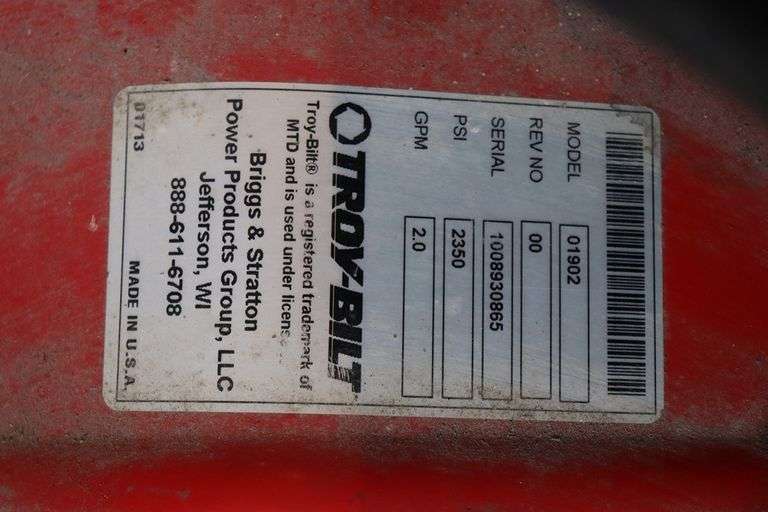 MODEL 01902
REV NO 00
SERIAL 1008930865
PSI 2350
GPM 2.0
TROY-BILT
Troy-Bilt® is a registered trademark of
MTD and is used under license
Briggs & Stratton
Power Products Group, LLC
Jefferson, WI
888-611-6708
01713 MADE IN U.S.A.